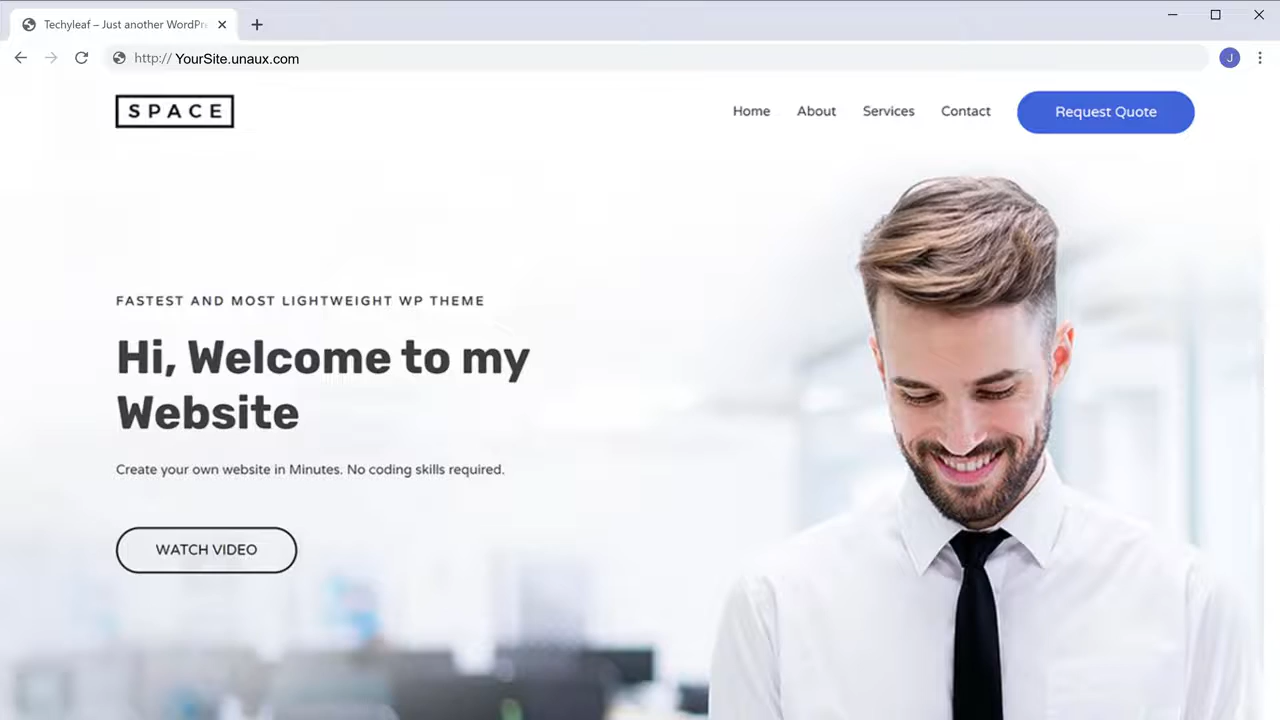 Techyleaf – Just another WordPre
http:// YourSite.unaux.com
J
SPACE
Home About Services Contact Request Quote
FASTEST AND MOST LIGHTWEIGHT WP THEME
Hi, Welcome to my
Website
Create your own website in Minutes. No coding skills required.
WATCH VIDEO